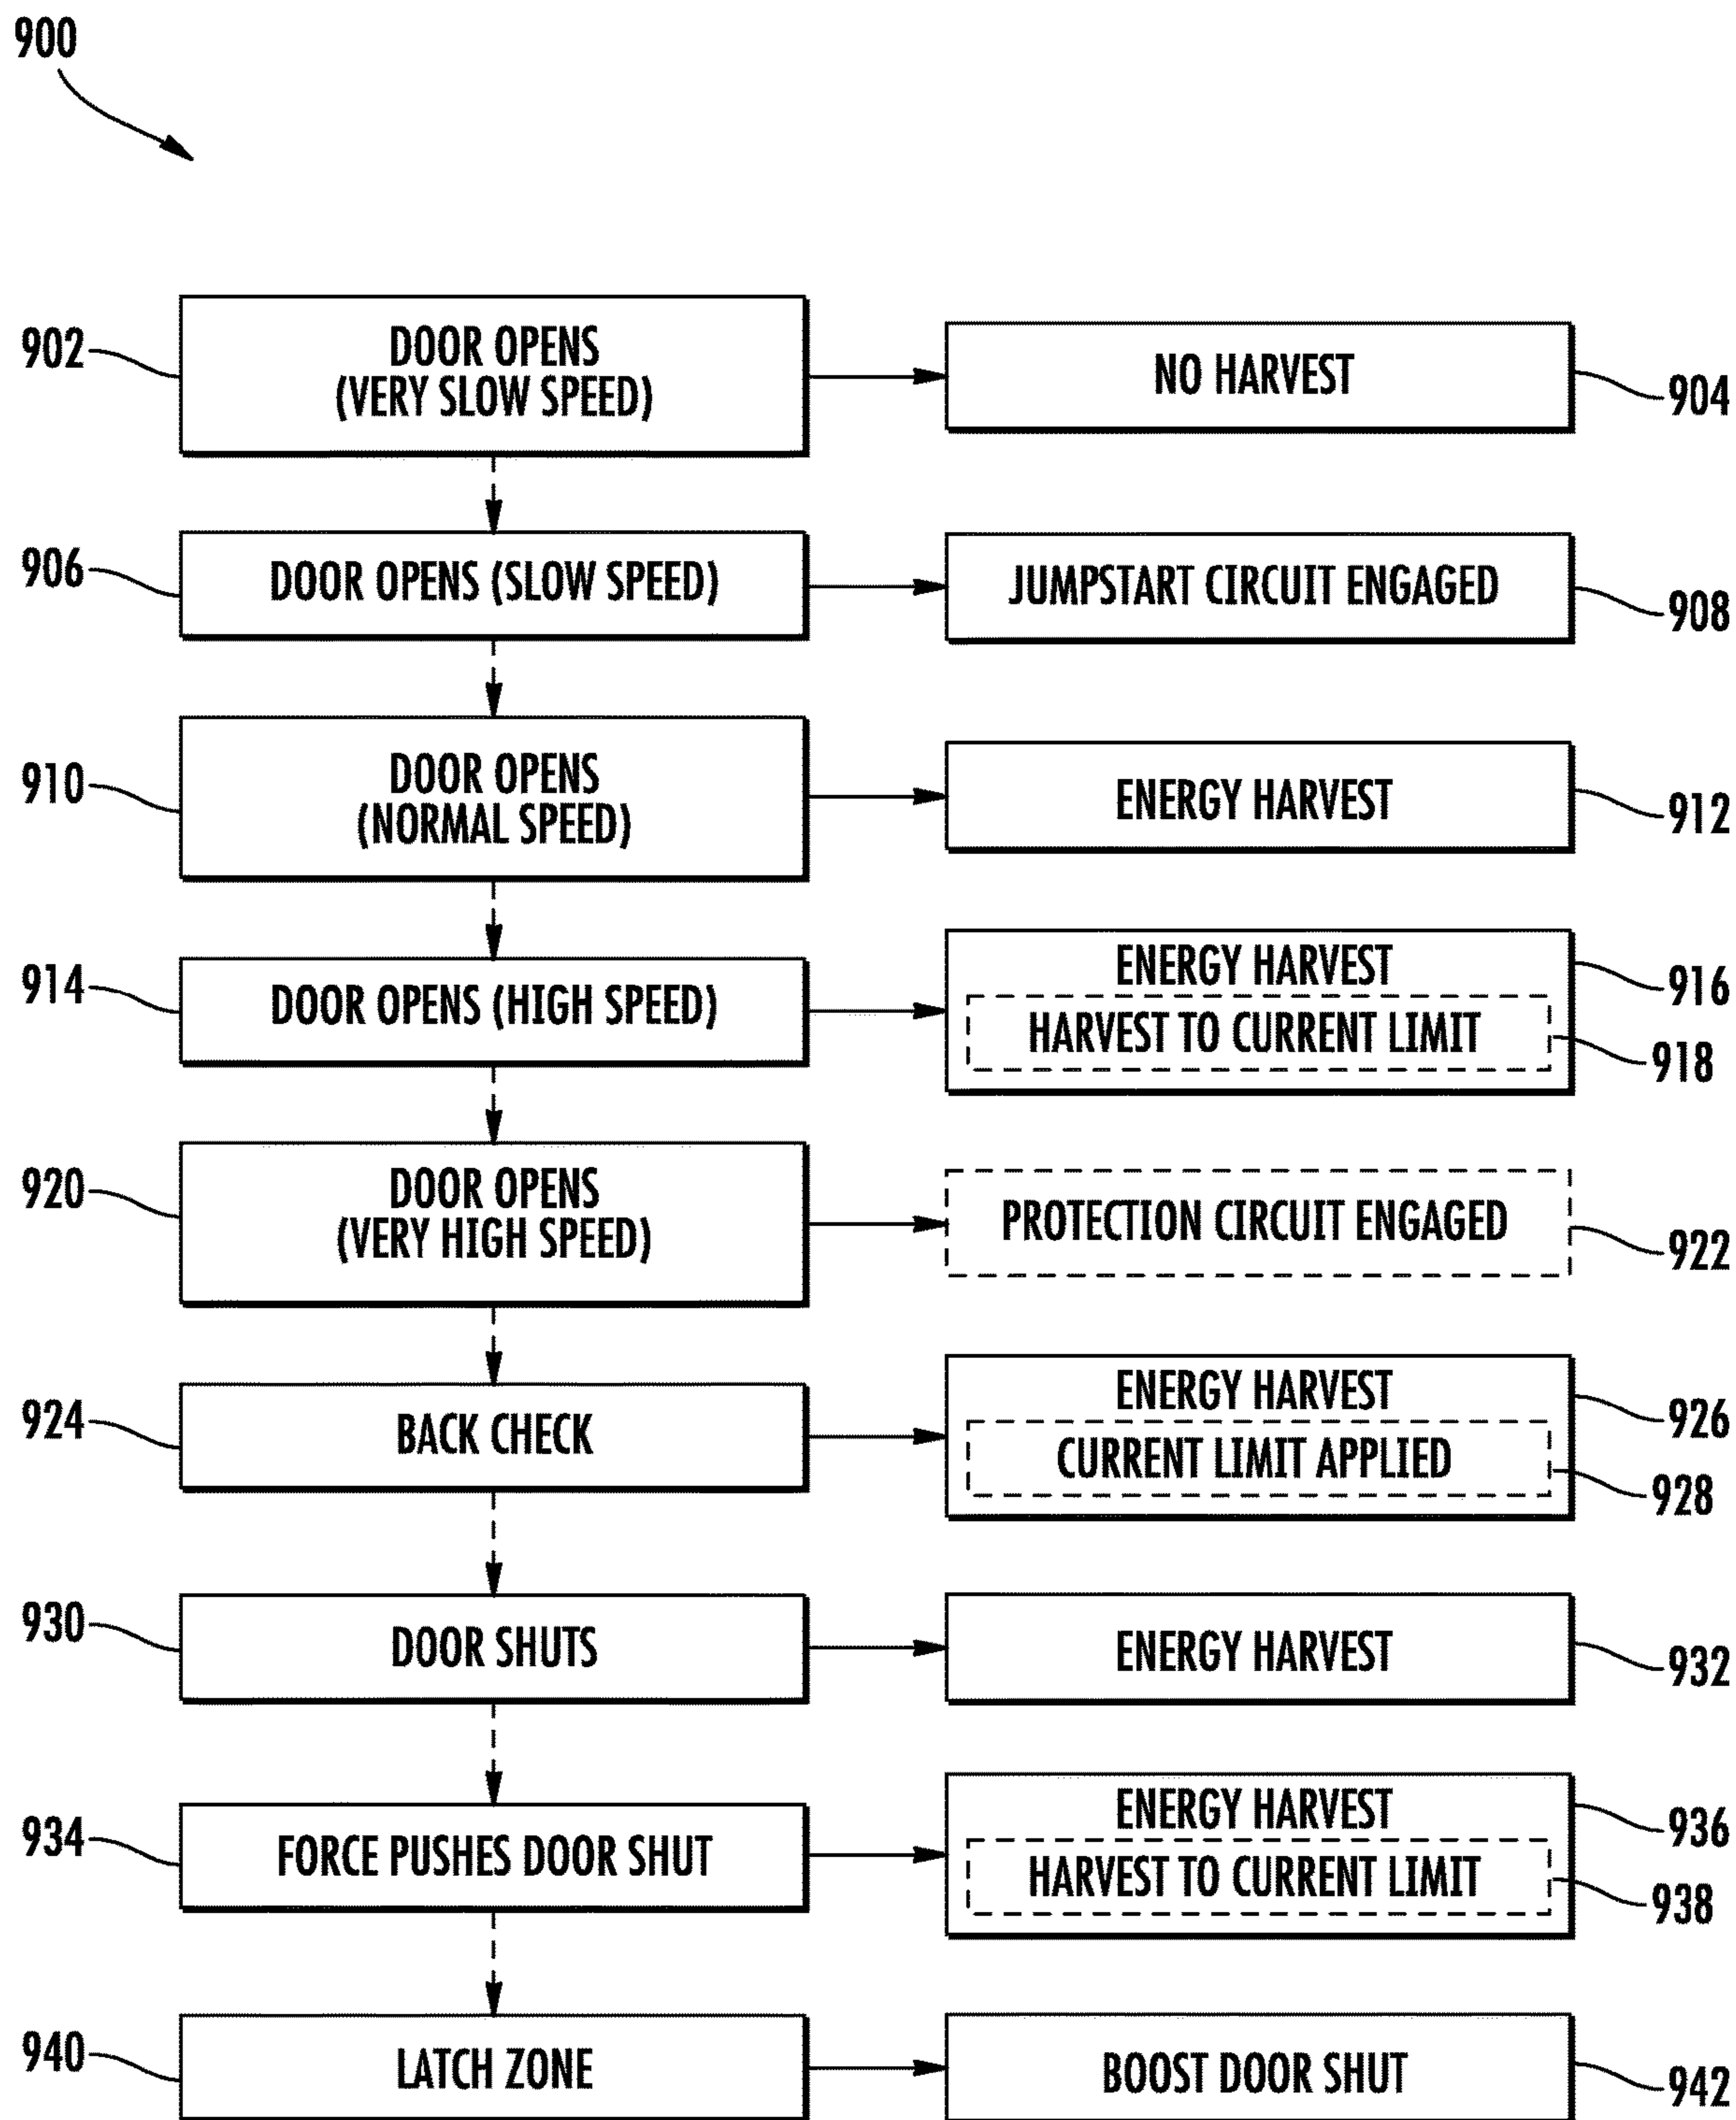 900
902
DOOR OPENS
(VERY SLOW SPEED)
NO HARVEST
904
906
DOOR OPENS (SLOW SPEED)
JUMPSTART CIRCUIT ENGAGED
908
910
DOOR OPENS
(NORMAL SPEED)
ENERGY HARVEST
912
914
DOOR OPENS (HIGH SPEED)
ENERGY HARVEST
916
HARVEST TO CURRENT LIMIT
918
920
DOOR OPENS
(VERY HIGH SPEED)
PROTECTION CIRCUIT ENGAGED
922
924
BACK CHECK
ENERGY HARVEST
926
CURRENT LIMIT APPLIED
928
930
DOOR SHUTS
ENERGY HARVEST
932
934
FORCE PUSHES DOOR SHUT
ENERGY HARVEST
936
HARVEST TO CURRENT LIMIT
938
940
LATCH ZONE
BOOST DOOR SHUT
942